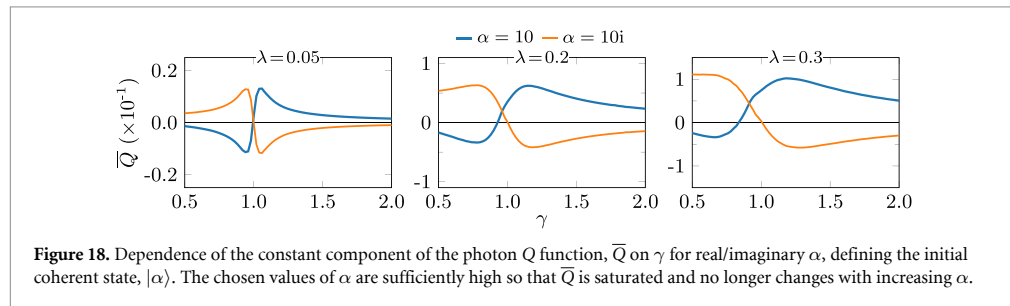 α = 10 α = 10i
λ=0.05 λ=0.2 λ=0.3
Q̅ (×10⁻¹)
0.2 0.0 -0.2
1 0 -1
1 0 -1
0.5 1.0 1.5 2.0 0.5 1.0 1.5 2.0 0.5 1.0 1.5 2.0
γ
Figure 18. Dependence of the constant component of the photon Q function, Q̅ on γ for real/imaginary α, defining the initial
coherent state, |α⟩. The chosen values of α are sufficiently high so that Q̅ is saturated and no longer changes with increasing α.